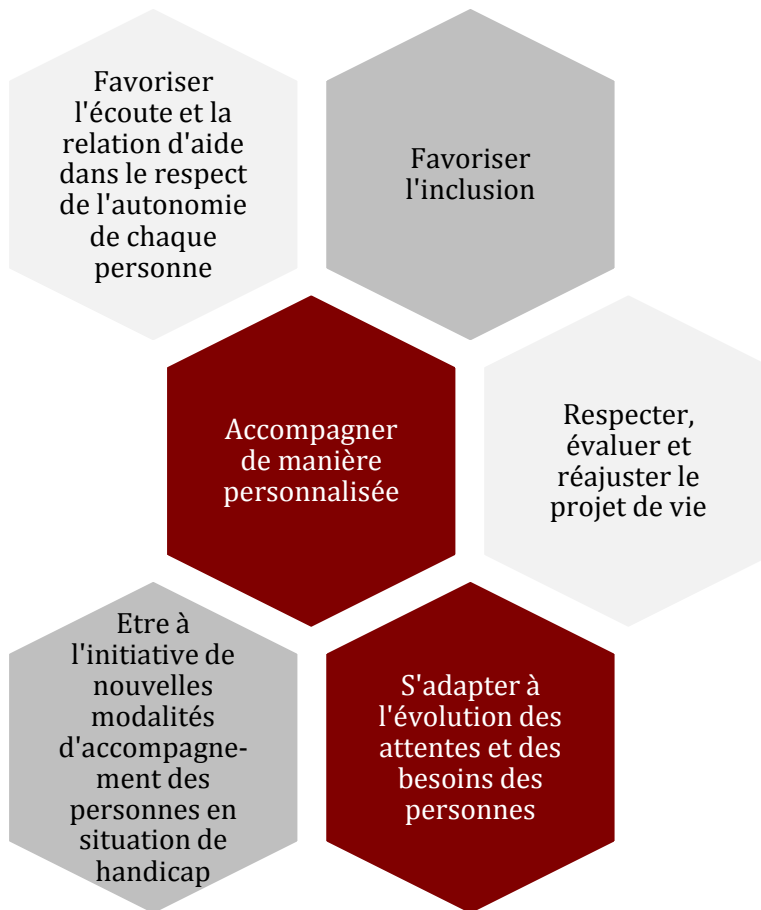 Favoriser
l'écoute et la
relation d'aide
dans le respect
de l'autonomie
de chaque
personne
Favoriser
l'inclusion
Accompagner
de manière
personnalisée
Respecter,
évaluer et
réajuster le
projet de vie
Etre à
l'initiative de
nouvelles
modalités
d'accompagne-
ment des
personnes en
situation de
handicap
S'adapter à
l'évolution des
attentes et des
besoins des
personnes